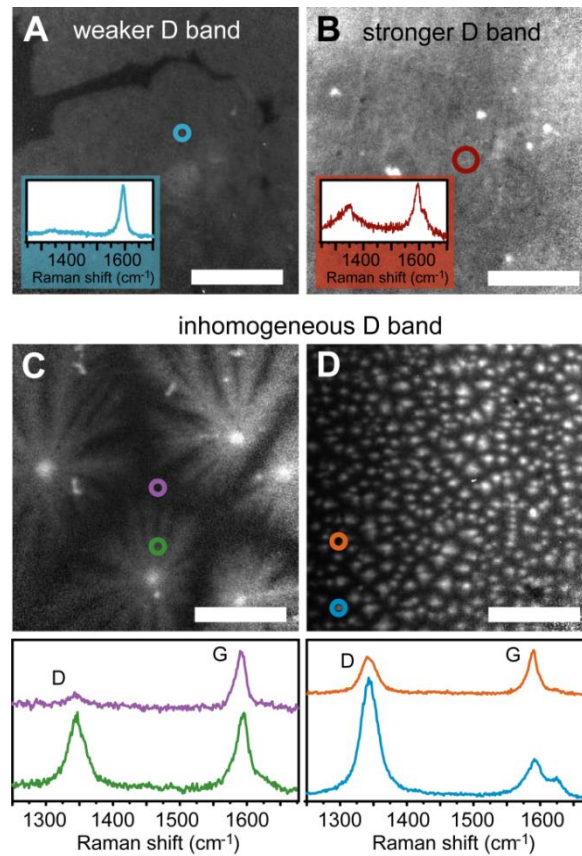 A weaker D band
B stronger D band
1400 1600
Raman shift (cm⁻¹)
1400 1600
Raman shift (cm⁻¹)
inhomogeneous D band
C
D
D G
D G
1300 1400 1500 1600
Raman shift (cm⁻¹)
1300 1400 1500 1600
Raman shift (cm⁻¹)